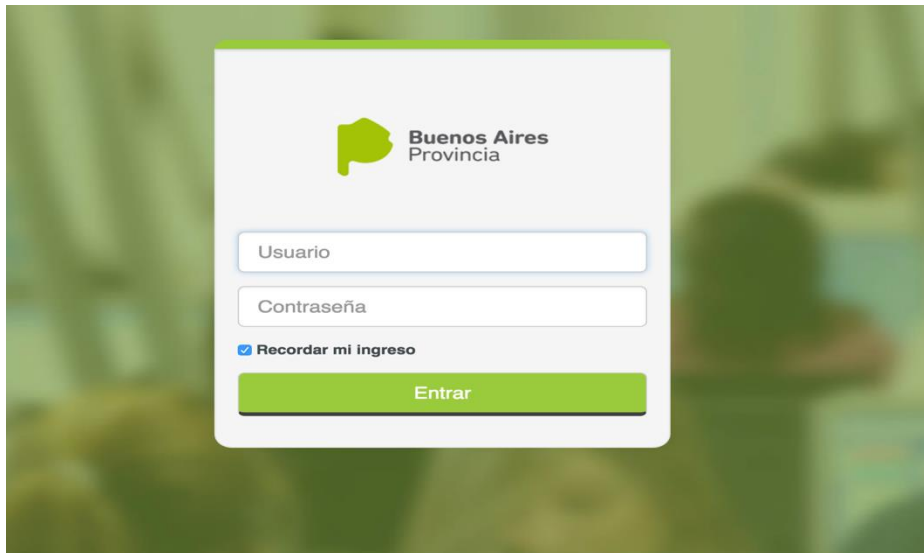 Buenos Aires
Provincia
Usuario
Contraseña
Recordar mi ingreso
Entrar